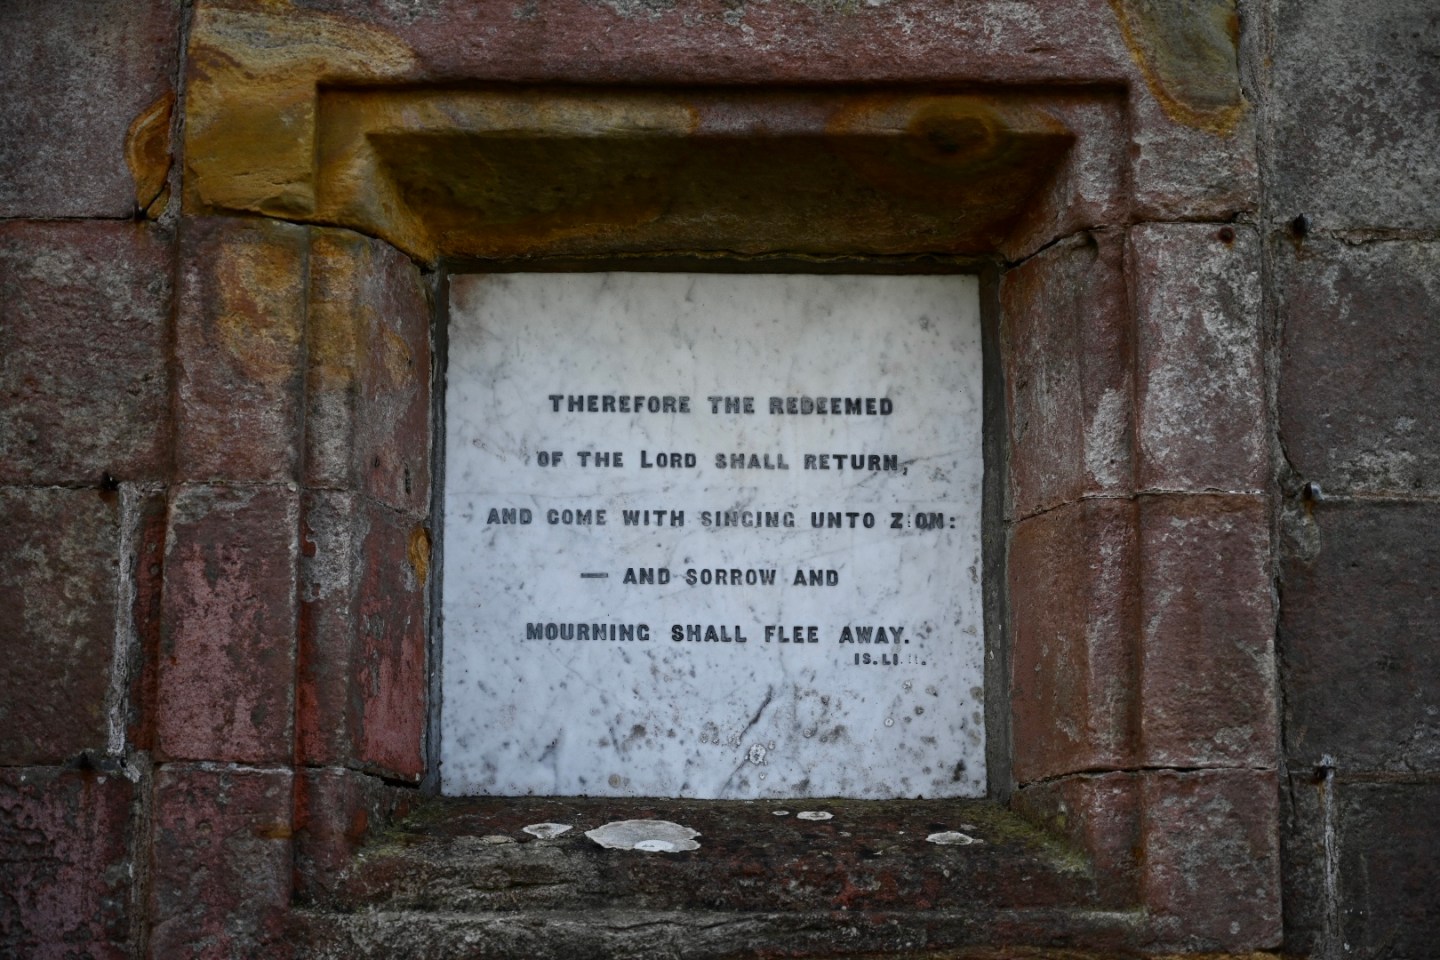 THEREFORE THE REDEEMED
OF THE LORD SHALL RETURN,
AND COME WITH SINGING UNTO ZION:
— AND SORROW AND
MOURNING SHALL FLEE AWAY.
IS.